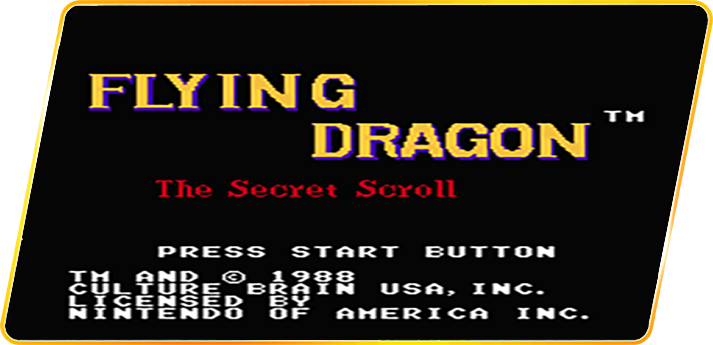 FLYING
DRAGON™
The Secret Scroll
PRESS START BUTTON
TM AND © 1988
CULTURE BRAIN USA, INC.
LICENSED BY
NINTENDO OF AMERICA INC.